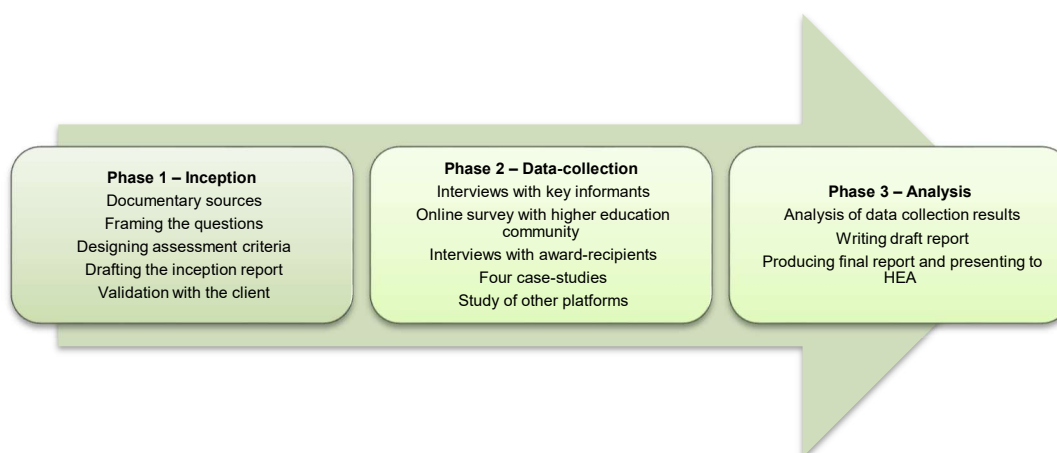 Phase 1 – Inception
Documentary sources
Framing the questions
Designing assessment criteria
Drafting the inception report
Validation with the client
Phase 2 – Data-collection
Interviews with key informants
Online survey with higher education
community
Interviews with award-recipients
Four case-studies
Study of other platforms
Phase 3 – Analysis
Analysis of data collection results
Writing draft report
Producing final report and presenting to
HEA